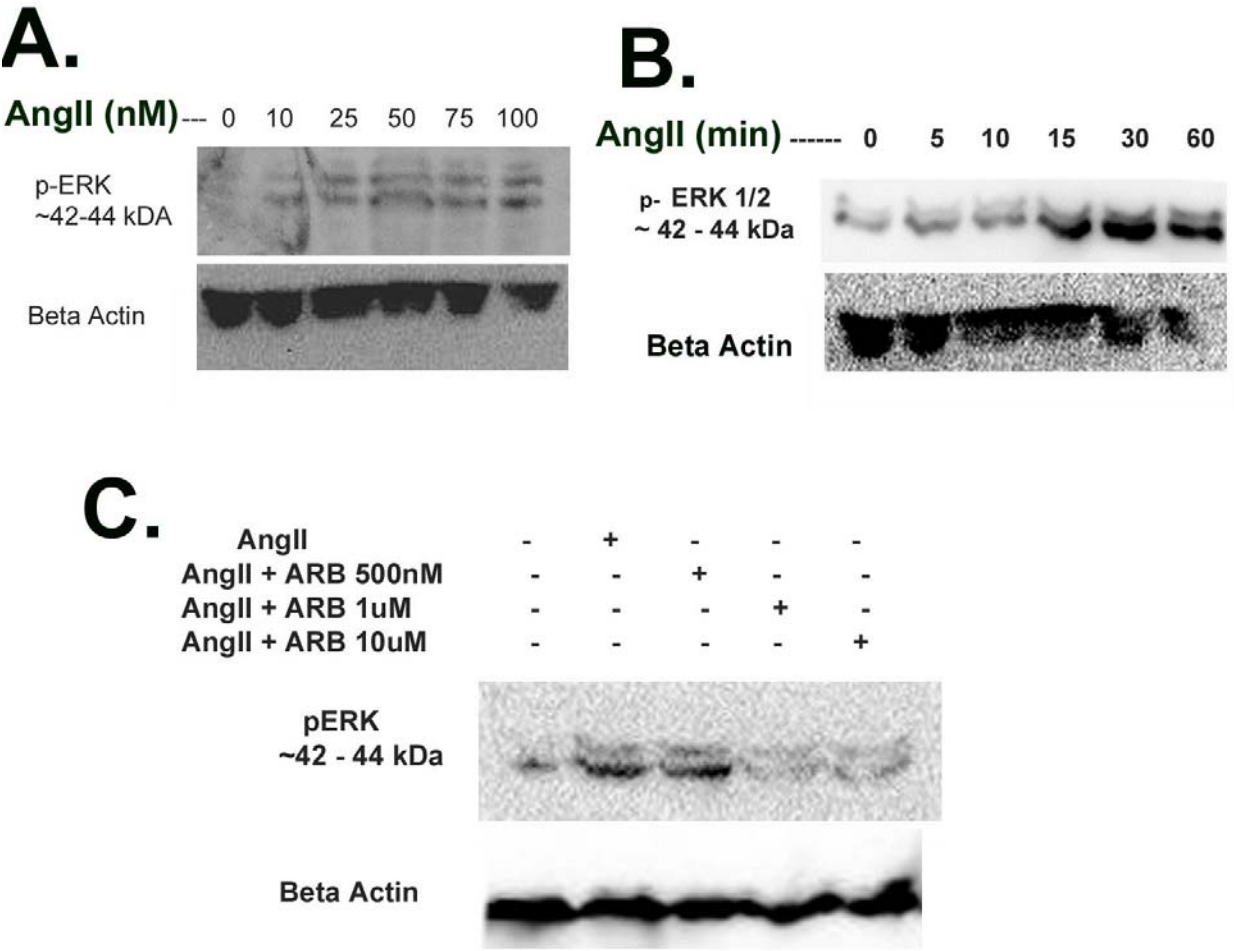 A.
AngII (nM)--- 0 10 25 50 75 100
p-ERK
~42-44 kDA
Beta Actin
B.
AngII (min) ------ 0 5 10 15 30 60
p- ERK 1/2
~ 42 - 44 kDa
Beta Actin
C.
AngII - + - - -
AngII + ARB 500nM - - + - -
AngII + ARB 1uM - - - + -
AngII + ARB 10uM - - - - +
pERK
~42 - 44 kDa
Beta Actin